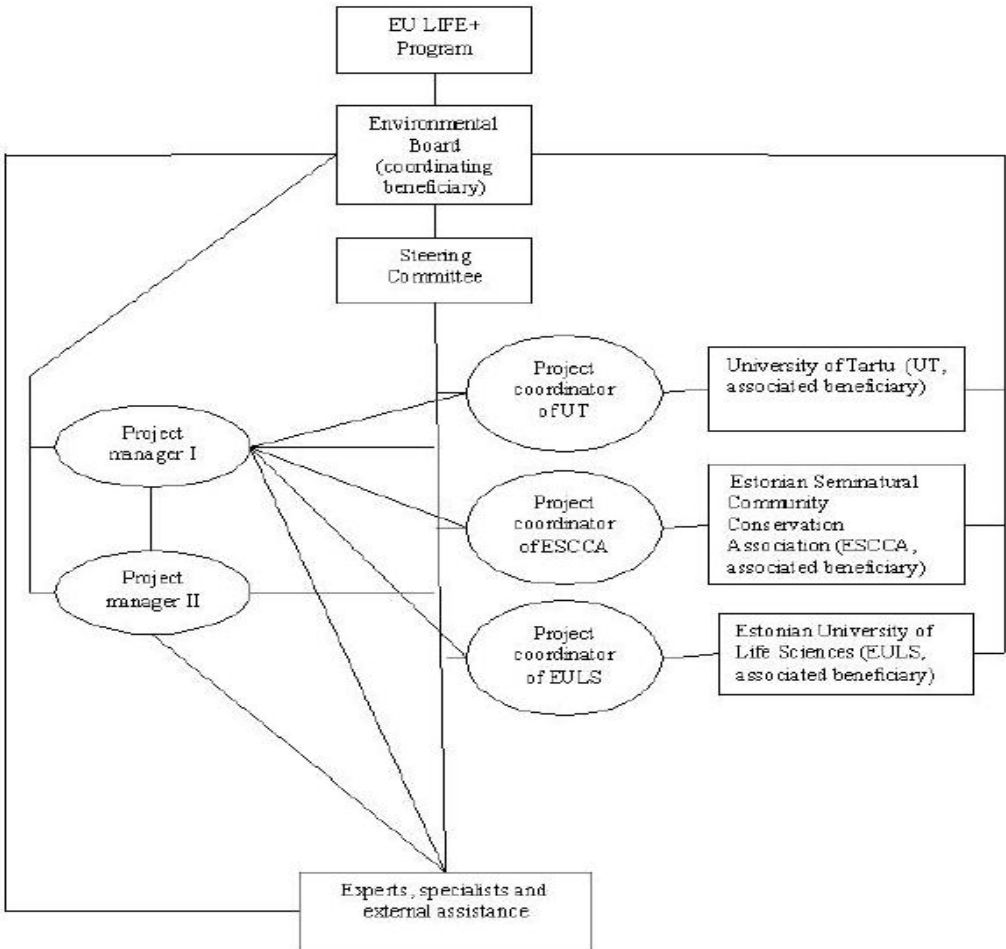 EU LIFE+
Program
Environmental
Board
(coordinating
beneficiary)
Steering
Committee
Project
coordinator
of UT
University of Tartu (UT,
associated beneficiary)
Project
manager I
Project
coordinator
of ESCCA
Estonian Seminatural
Community
Conservation
Association (ESCCA,
associated beneficiary)
Project
manager II
Project
coordinator
of EULS
Estonian University of
Life Sciences (EULS,
associated beneficiary)
Experts, specialists and
external assistance